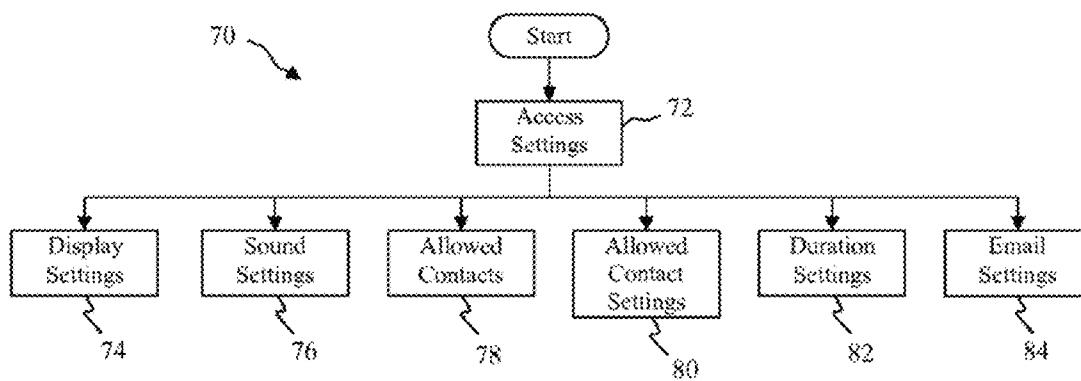 70
Start
Access
Settings
72
Display
Settings
Sound
Settings
Allowed
Contacts
Allowed
Contact
Settings
Duration
Settings
Email
Settings
74
76
78
80
82
84